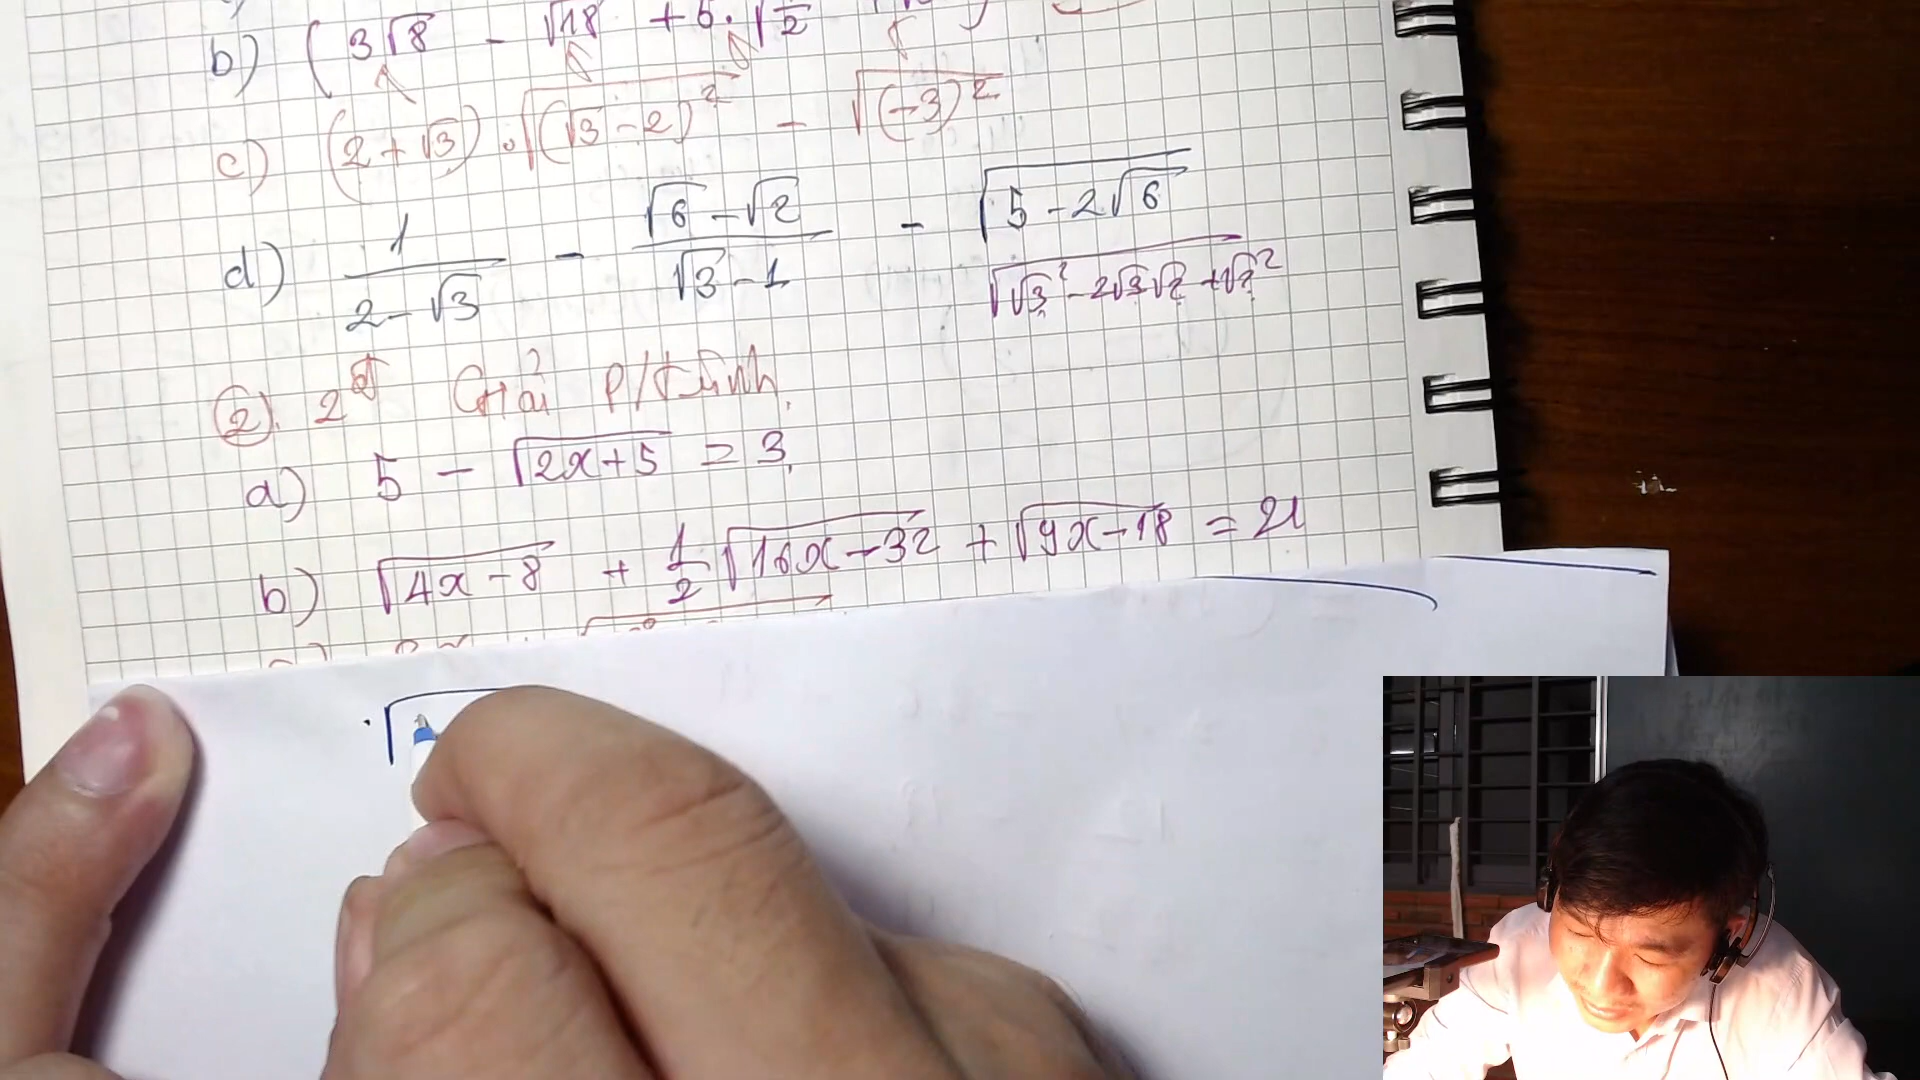 b) (3√8 - √18 + 6.√2
c) (2 + √3).√(√3 - 2)² - √(-3)²
d) 1/(2 - √3) - (√6 - √2)/(√3 - 1) - √(5 - 2√6)
√(√3² - 2√3√2 + √2²)
②. 2đ Giải p/trình.
a) 5 - √(2x+5) = 3.
b) √(4x - 8) + 1/2 √(16x - 32) + √(9x - 18) = 21